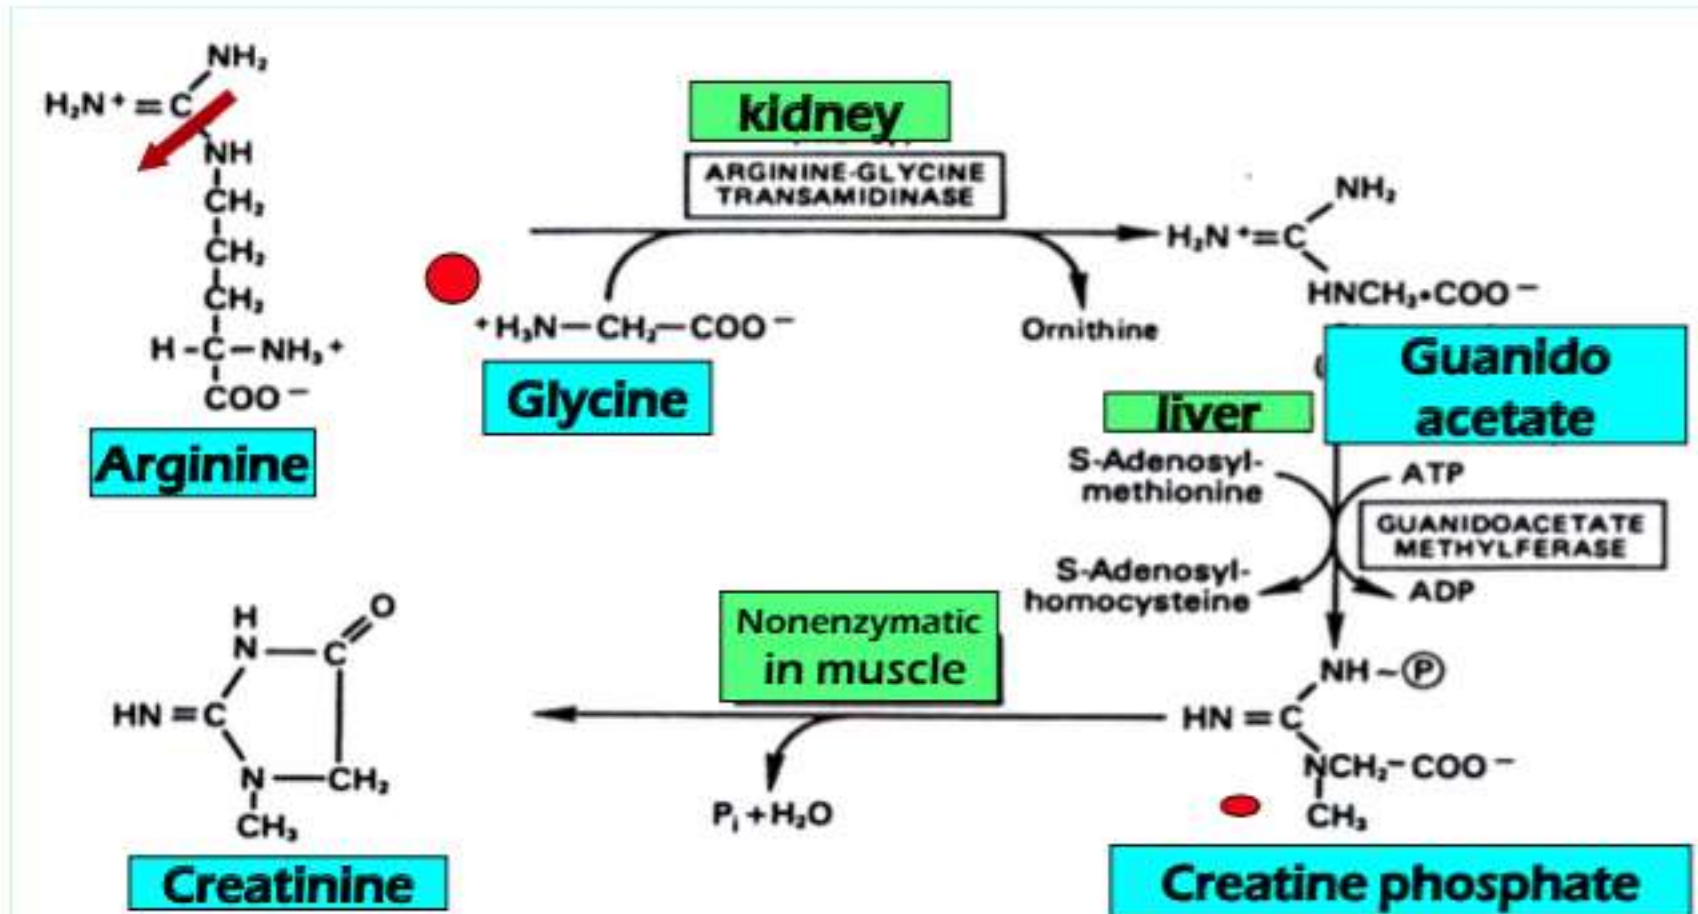 NH₂
H₂N⁺=C
NH
CH₂
CH₂
CH₂
H-C-NH₃⁺
COO⁻
Arginine
kidney
ARGININE-GLYCINE
TRANSAMIDINASE
⁺H₃N-CH₂-COO⁻
Glycine
Ornithine
NH₂
H₂N⁺=C
HNCH₂•COO⁻
Guanido
acetate
liver
S-Adenosyl-
methionine
ATP
GUANIDOACETATE
METHYLFERASE
S-Adenosyl-
homocysteine
ADP
NH~P
HN=C
NCH₂-COO⁻
CH₃
Creatine phosphate
Nonenzymatic
in muscle
Pᵢ+H₂O
H
O
N
C
HN=C
N
CH₂
CH₃
Creatinine